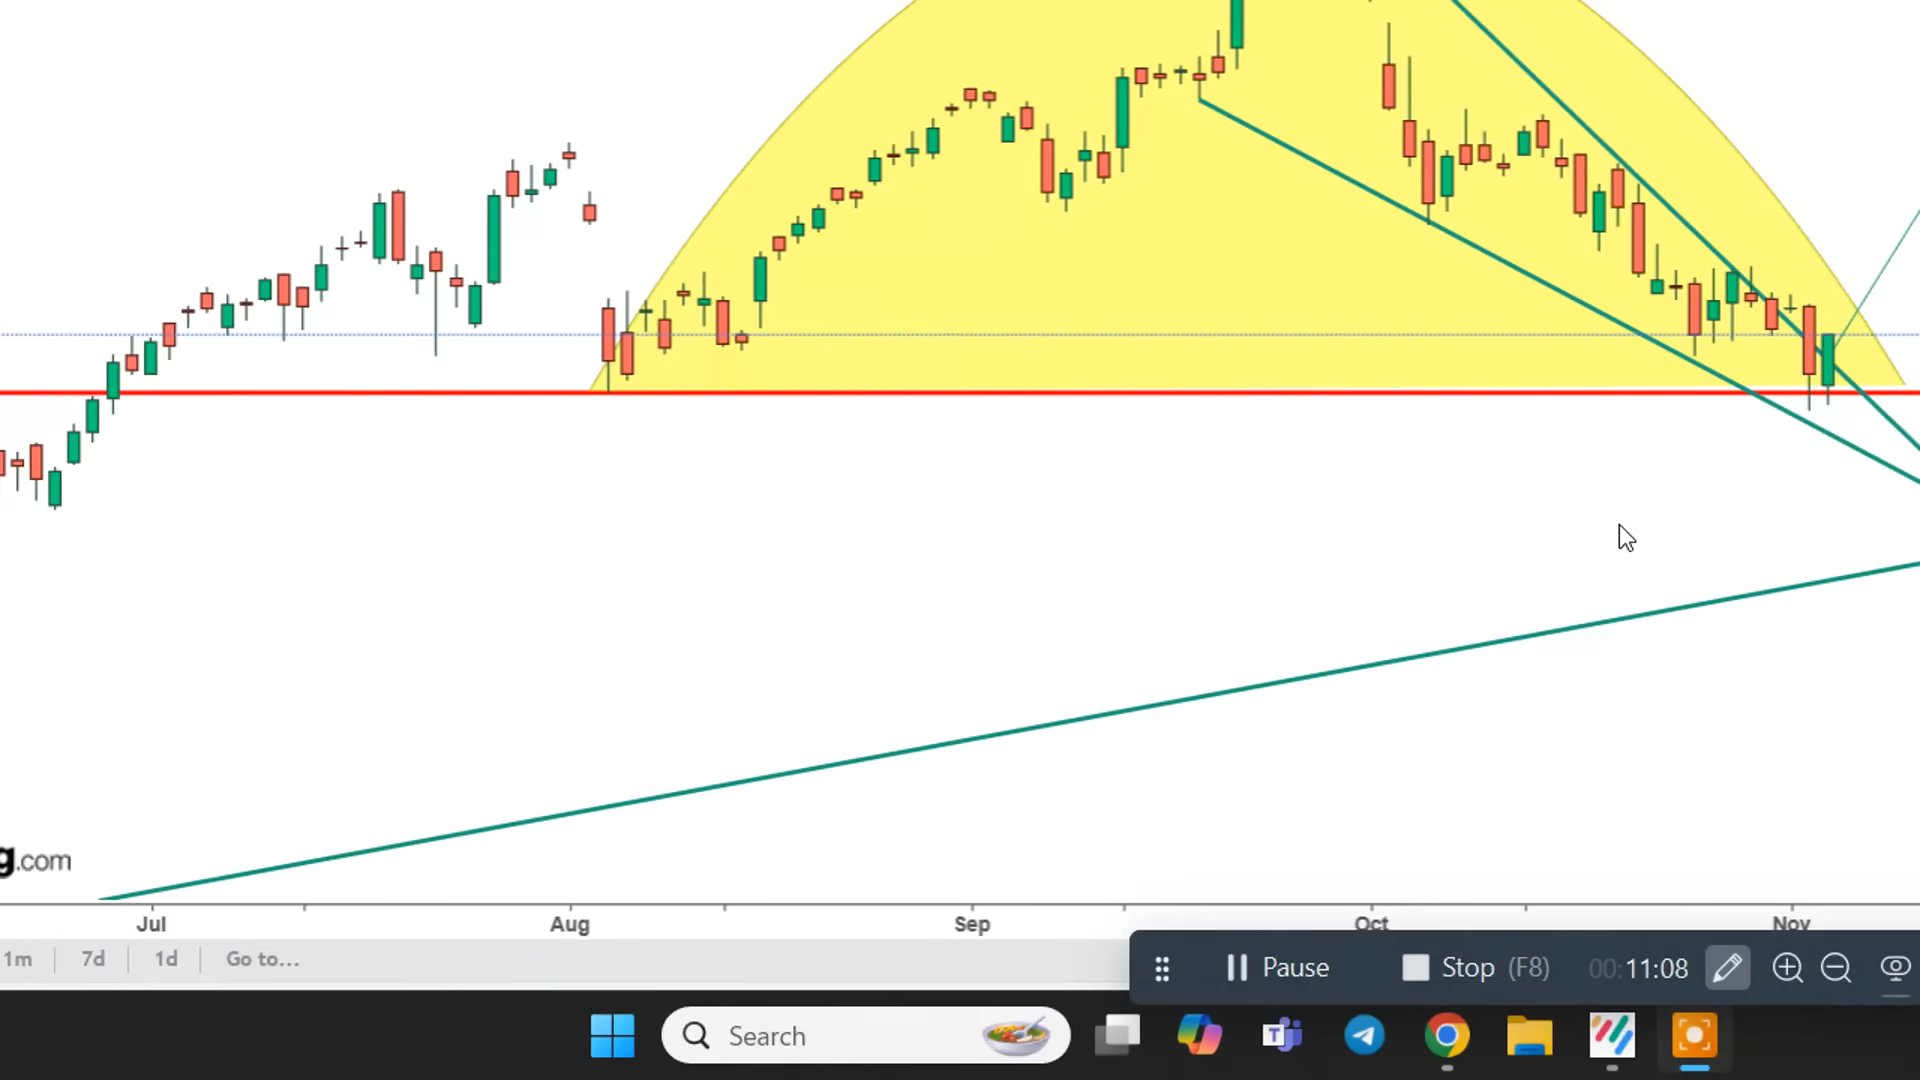 g.com
Jul Aug Sep Oct Nov
1m 7d 1d Go to...
Pause Stop (F8) 00:11:08
Search